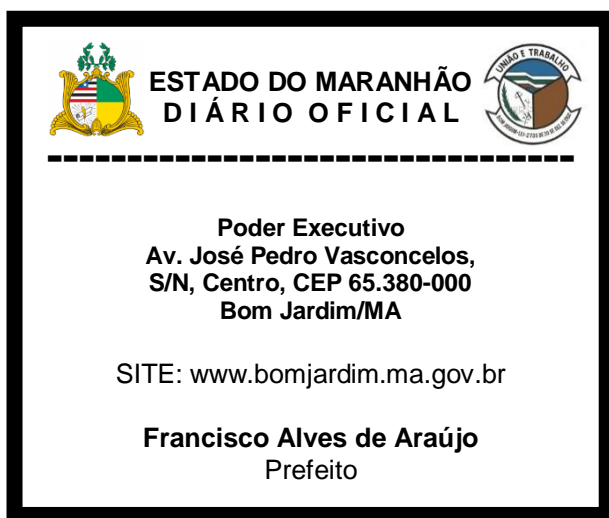 ESTADO DO MARANHÃO
DIÁRIO OFICIAL
UNIÃO E TRABALHO
Poder Executivo
Av. José Pedro Vasconcelos,
S/N, Centro, CEP 65.380-000
Bom Jardim/MA
SITE: www.bomjardim.ma.gov.br
Francisco Alves de Araújo
Prefeito